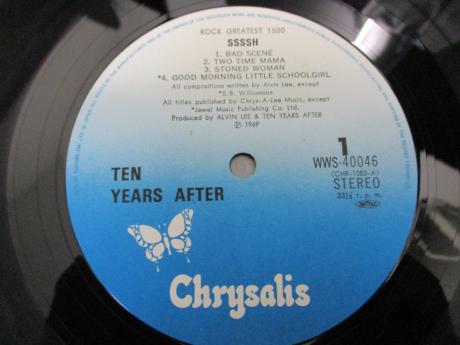 ROCK GREATEST 1500
SSSSH
1. BAD SCENE
2. TWO TIME MAMA
3. STONED WOMAN
*4. GOOD MORNING LITTLE SCHOOLGIRL
All compositions written by Alvin Lee, except
*S.B. Williamson
All titles published by Chrys-A-Lee Music, except
*Jewel Music Publishing Co. Ltd.
Produced by ALVIN LEE & TEN YEARS AFTER
Ⓟ 1969
1
WWS-40046
(CHR-1083-A)
STEREO
33⅓ r.p.m.
TEN
YEARS AFTER
Chrysalis